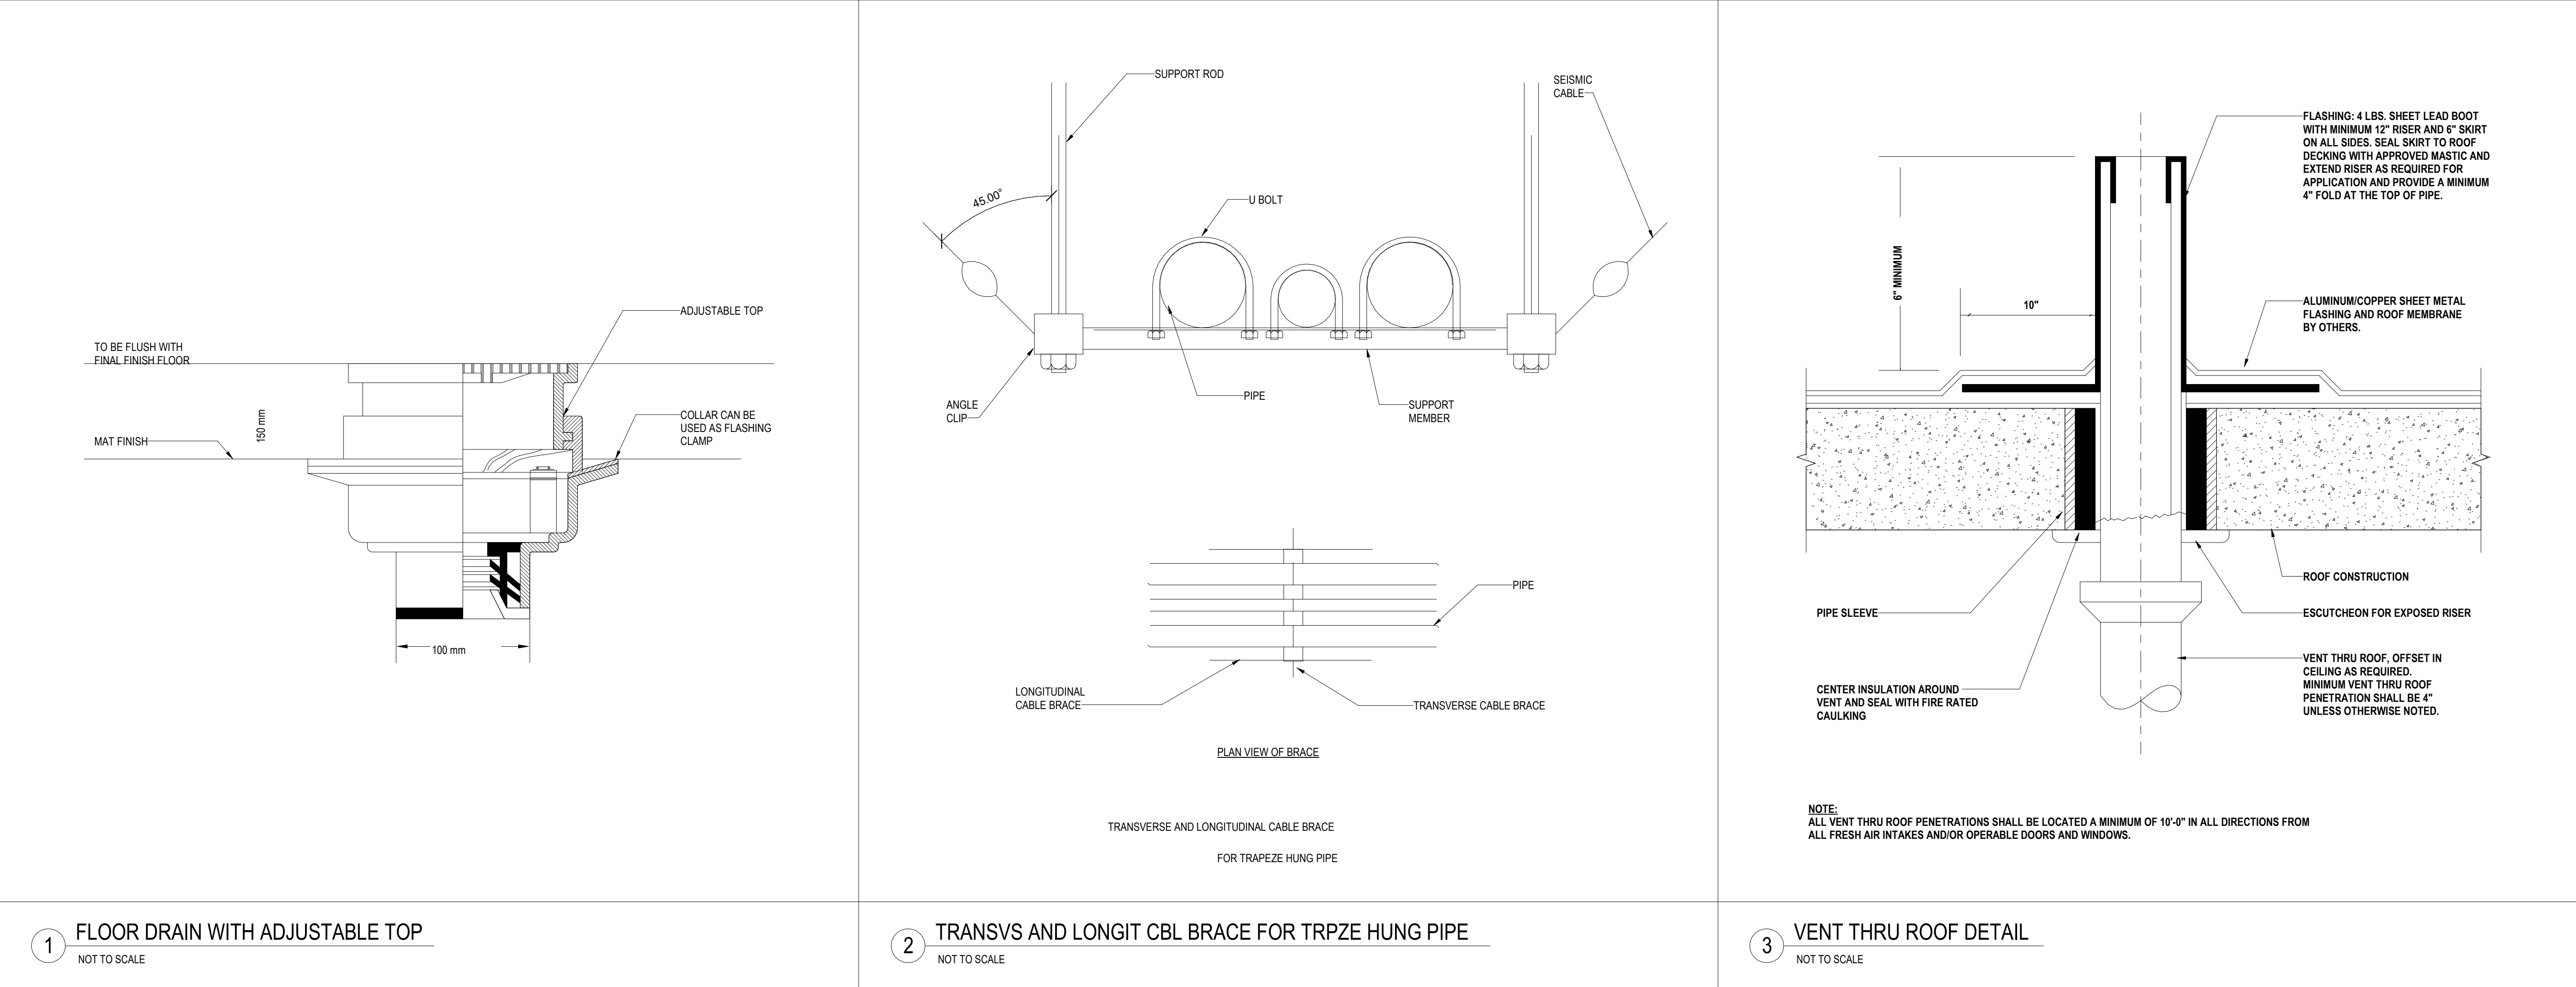 TO BE FLUSH WITH
FINAL FINISH FLOOR
150 mm
MAT FINISH
ADJUSTABLE TOP
COLLAR CAN BE
USED AS FLASHING
CLAMP
100 mm
1
FLOOR DRAIN WITH ADJUSTABLE TOP
NOT TO SCALE
SUPPORT ROD
SEISMIC
CABLE
45.00°
U BOLT
ANGLE
CLIP
PIPE
SUPPORT
MEMBER
PIPE
LONGITUDINAL
CABLE BRACE
TRANSVERSE CABLE BRACE
PLAN VIEW OF BRACE
TRANSVERSE AND LONGITUDINAL CABLE BRACE
FOR TRAPEZE HUNG PIPE
2
TRANSVS AND LONGIT CBL BRACE FOR TRPZE HUNG PIPE
NOT TO SCALE
FLASHING: 4 LBS. SHEET LEAD BOOT
WITH MINIMUM 12" RISER AND 6" SKIRT
ON ALL SIDES. SEAL SKIRT TO ROOF
DECKING WITH APPROVED MASTIC AND
EXTEND RISER AS REQUIRED FOR
APPLICATION AND PROVIDE A MINIMUM
4" FOLD AT THE TOP OF PIPE.
6" MINIMUM
10"
ALUMINUM/COPPER SHEET METAL
FLASHING AND ROOF MEMBRANE
BY OTHERS.
ROOF CONSTRUCTION
PIPE SLEEVE
ESCUTCHEON FOR EXPOSED RISER
CENTER INSULATION AROUND
VENT AND SEAL WITH FIRE RATED
CAULKING
VENT THRU ROOF, OFFSET IN
CEILING AS REQUIRED.
MINIMUM VENT THRU ROOF
PENETRATION SHALL BE 4"
UNLESS OTHERWISE NOTED.
NOTE:
ALL VENT THRU ROOF PENETRATIONS SHALL BE LOCATED A MINIMUM OF 10'-0" IN ALL DIRECTIONS FROM
ALL FRESH AIR INTAKES AND/OR OPERABLE DOORS AND WINDOWS.
3
VENT THRU ROOF DETAIL
NOT TO SCALE